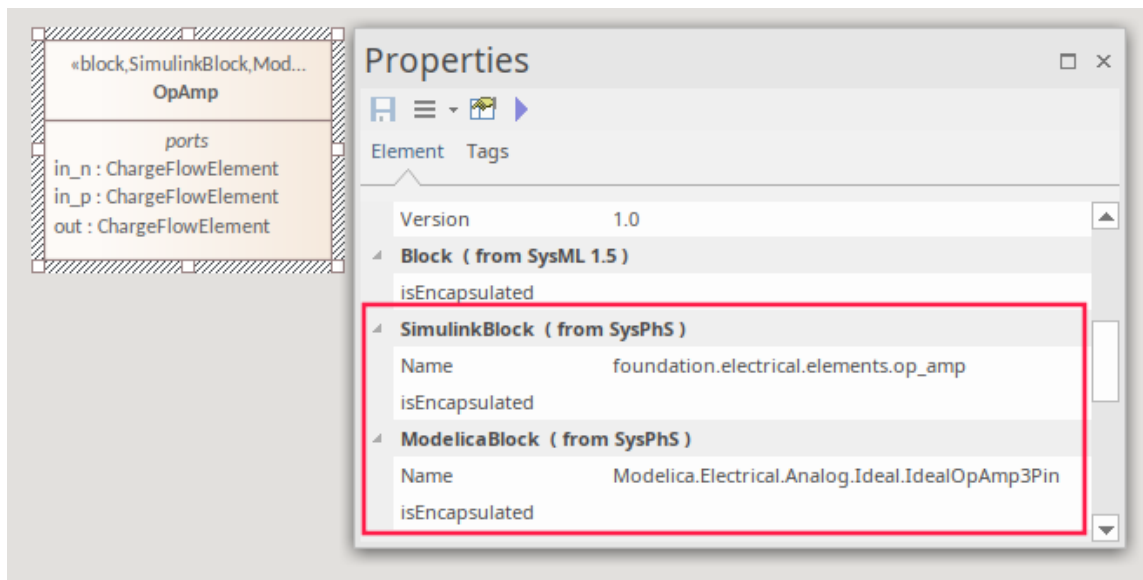 «block,SimulinkBlock,Mod...
OpAmp
ports
in_n : ChargeFlowElement
in_p : ChargeFlowElement
out : ChargeFlowElement
Properties
Element Tags
Version 1.0
Block ( from SysML 1.5 )
isEncapsulated
SimulinkBlock ( from SysPhS )
Name foundation.electrical.elements.op_amp
isEncapsulated
ModelicaBlock ( from SysPhS )
Name Modelica.Electrical.Analog.Ideal.IdealOpAmp3Pin
isEncapsulated